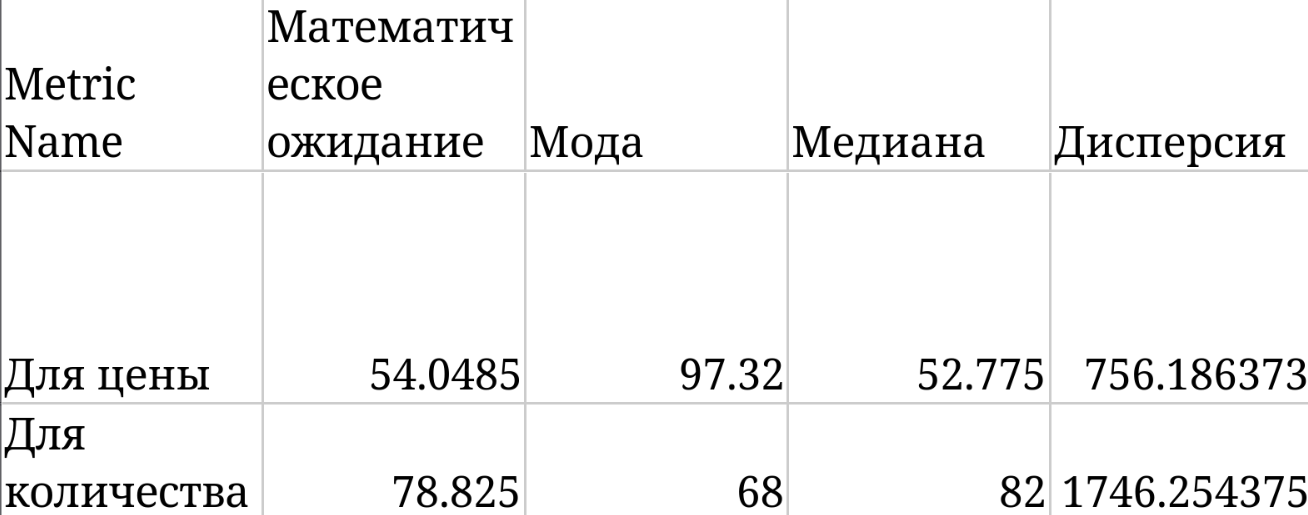 Metric
Name
Математич
еское
ожидание
Мода
Медиана
Дисперсия
Для цены
54.0485
97.32
52.775
756.186373
Для
количества
78.825
68
82
1746.254375